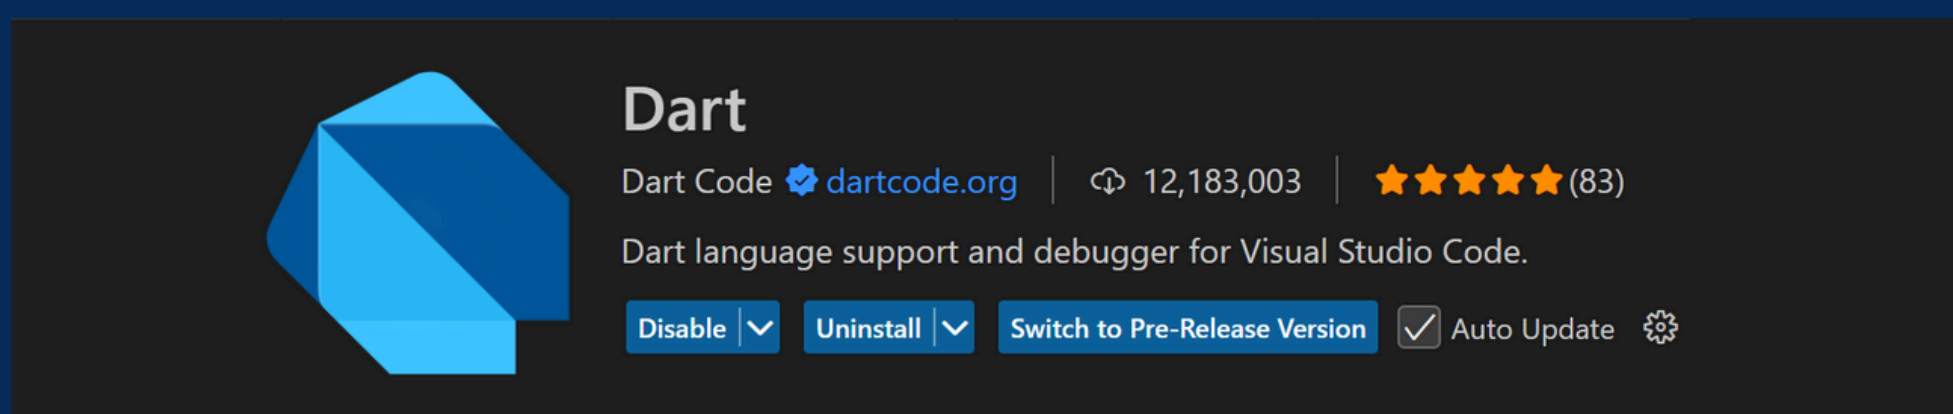 Dart
Dart Code dartcode.org 12,183,003 (83)
Dart language support and debugger for Visual Studio Code.
Disable Uninstall Switch to Pre-Release Version Auto Update